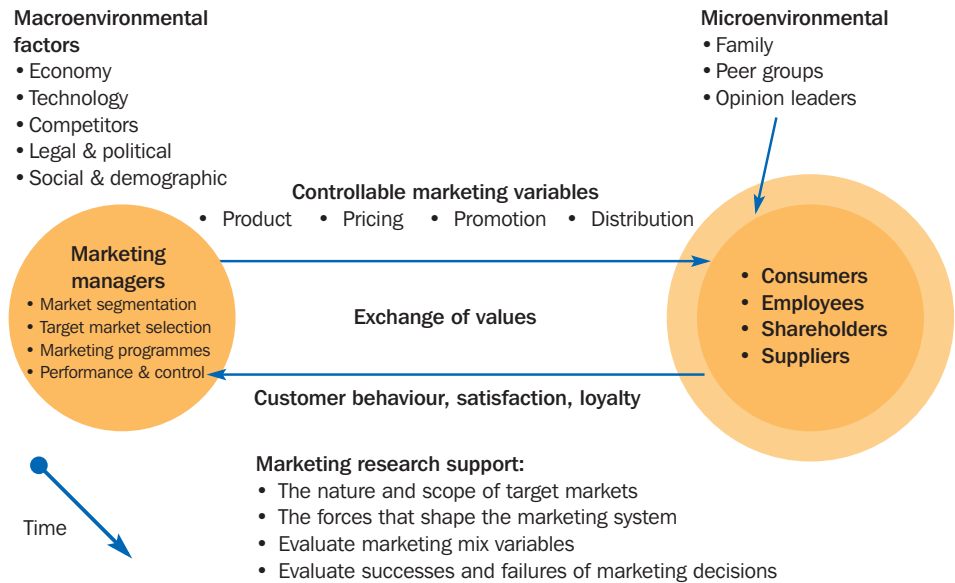 Macroenvironmental
factors
• Economy
• Technology
• Competitors
• Legal & political
• Social & demographic
Microenvironmental
• Family
• Peer groups
• Opinion leaders
Controllable marketing variables
• Product • Pricing • Promotion • Distribution
Marketing
managers
• Market segmentation
• Target market selection
• Marketing programmes
• Performance & control
Exchange of values
• Consumers
• Employees
• Shareholders
• Suppliers
Customer behaviour, satisfaction, loyalty
Time
Marketing research support:
• The nature and scope of target markets
• The forces that shape the marketing system
• Evaluate marketing mix variables
• Evaluate successes and failures of marketing decisions